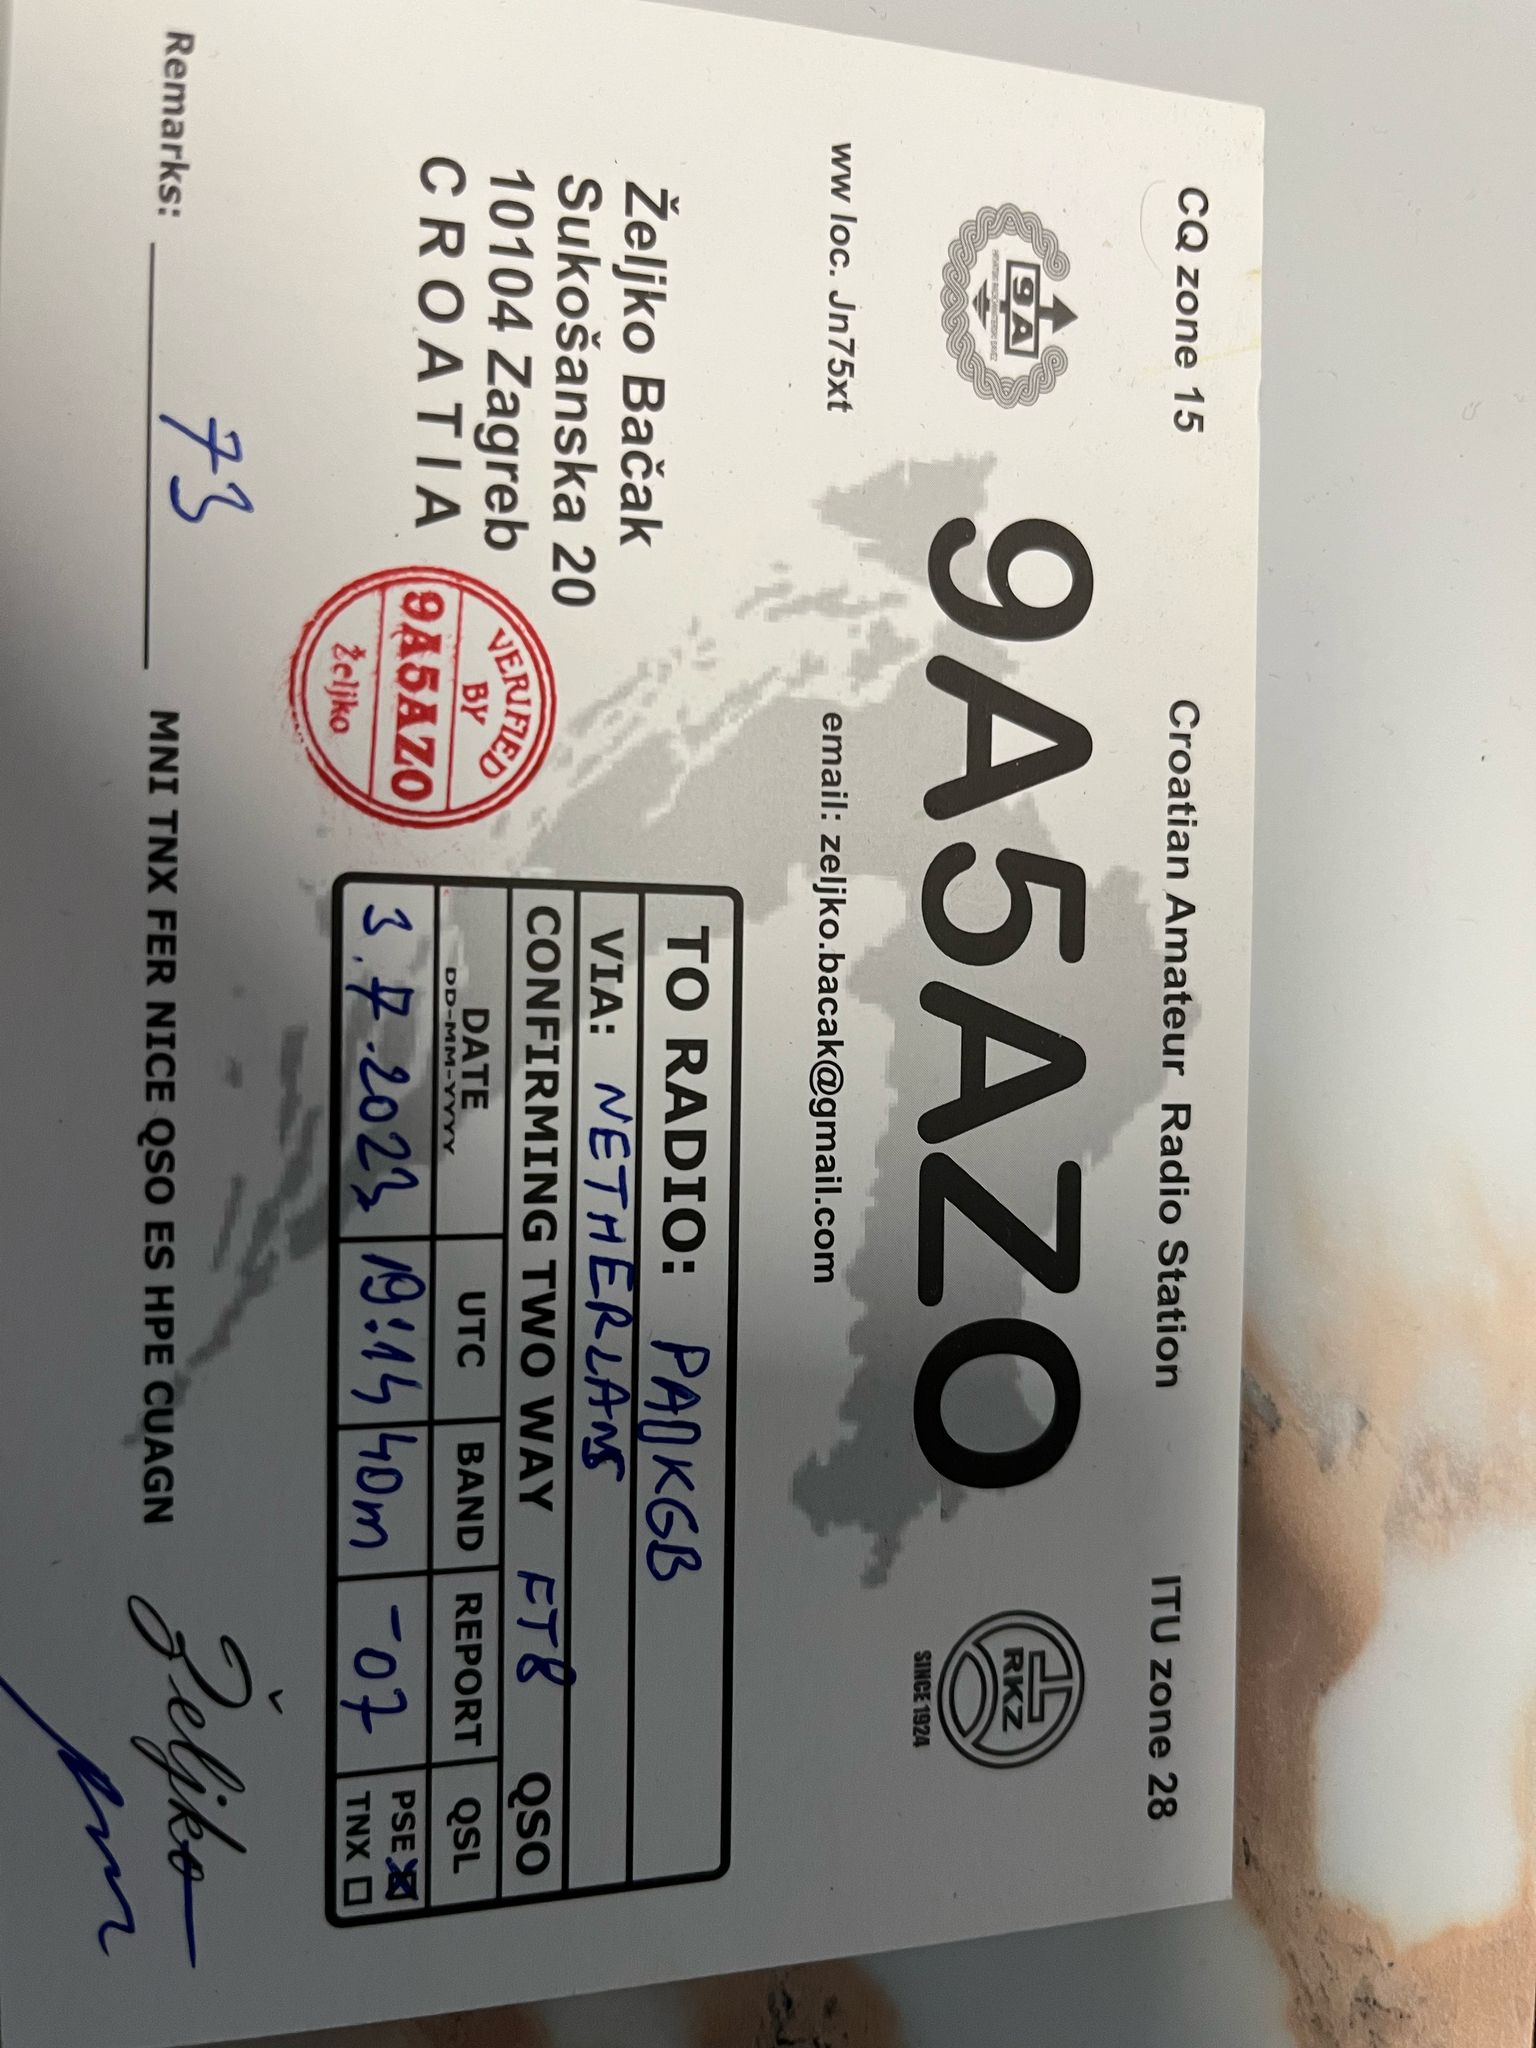 CQ zone 15 Croatian Amateur Radio Station ITU zone 28
9A
9A5AZO
RKZ
SINCE 1924
ww loc. Jn75xt email: zeljko.bacak@gmail.com
Željko Bačak
Sukošanska 20
10104 Zagreb
CROATIA
VERIFIED
BY
9A5AZO
Željko
TO RADIO: PA0KGB
VIA: NETHERLANS
CONFIRMING TWO WAY FT8 QSO
DATE UTC BAND REPORT QSL
DD-MM-YYYY
3.7.2023 19:14 40m -07 PSE
TNX
Remarks: 73 MNI TNX FER NICE QSO ES HPE CUAGN Željko